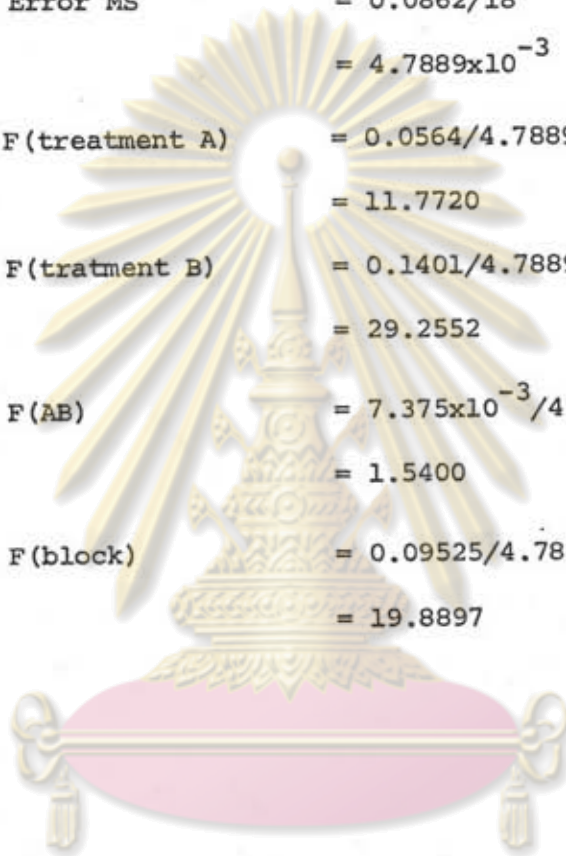 Error MS = 0.0862/18
= 4.7889x10-3
F(treatment A) = 0.0564/4.7889
= 11.7720
F(tratment B) = 0.1401/4.7889
= 29.2552
F(AB) = 7.375x10-3/4
= 1.5400
F(block) = 0.09525/4.78
= 19.8897